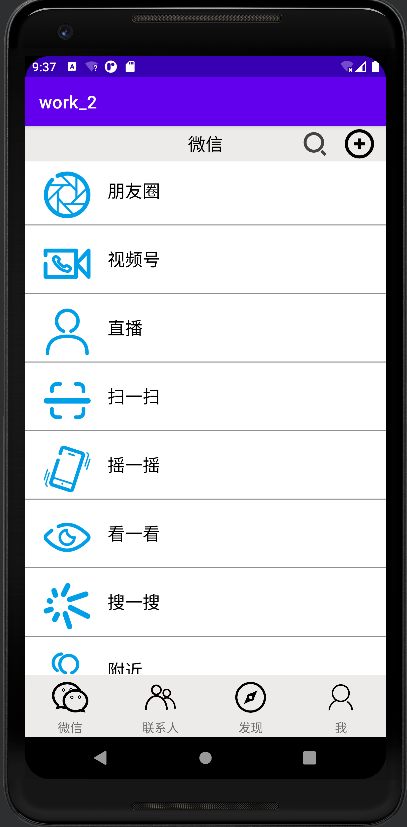 9:37
work_2
微信
朋友圈
视频号
直播
扫一扫
摇一摇
看一看
搜一搜
附近
微信 联系人 发现 我